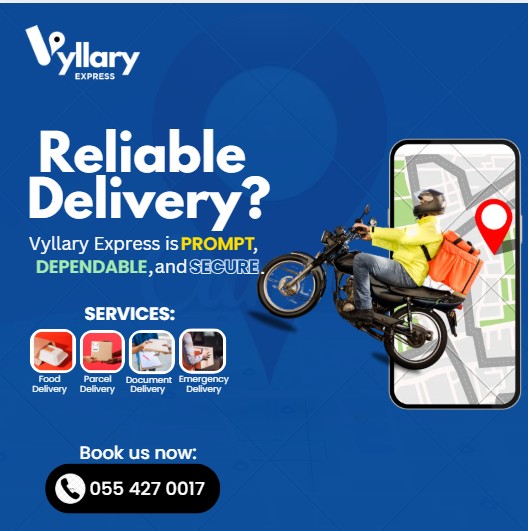 Vyllary
EXPRESS
Reliable
Delivery?
Vyllary Express is PROMPT,
DEPENDABLE, and SECURE.
SERVICES:
Food Delivery
Parcel Delivery
Document Delivery
Emergency Delivery
Book us now:
055 427 0017